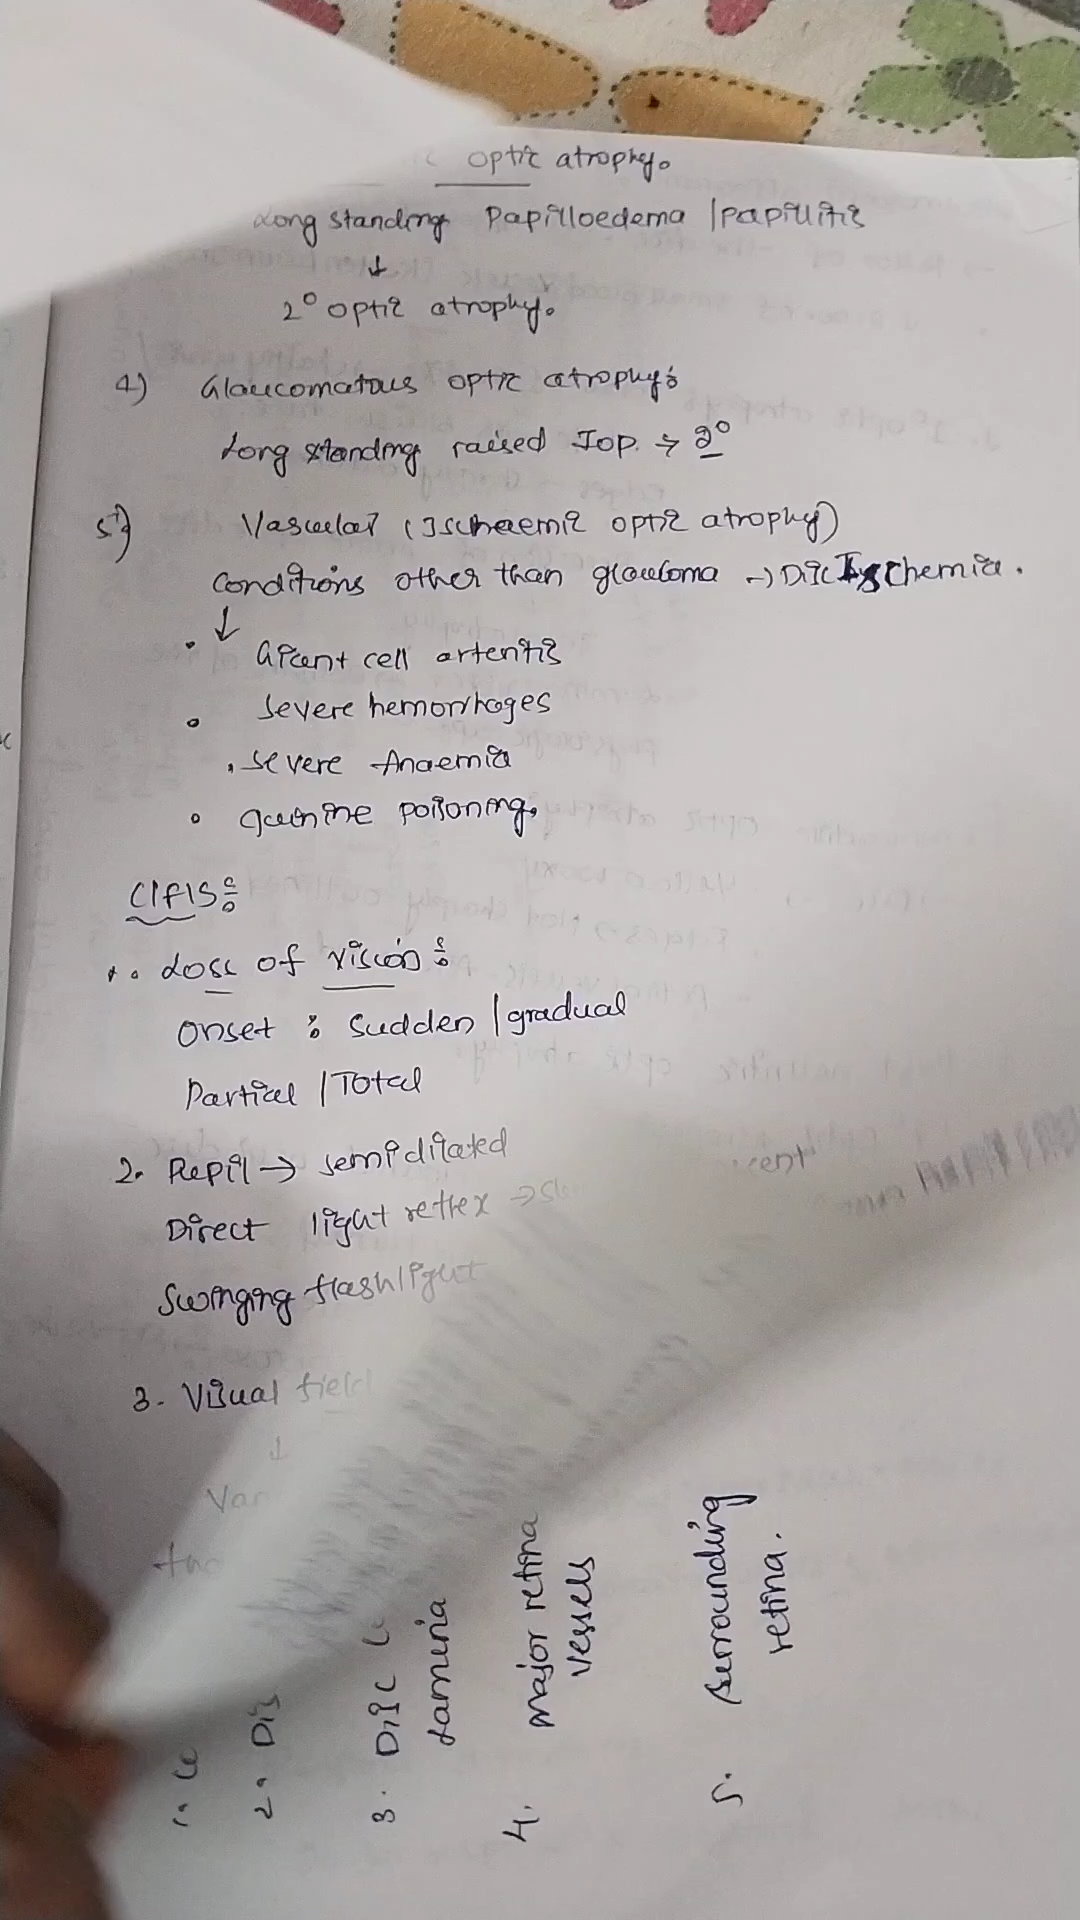 optic atrophy.
Long standing Papilloedema / papillitis
↓
2° optic atrophy.
4) Glaucomatous optic atrophy:
Long standing raised IOP. → 2°
5) Vascular (Ischaemic optic atrophy)
Conditions other than glaucoma → Disc Ischemia.
↓
• Giant cell arteritis
• Severe hemorrhages
• Severe Anaemia
• Quinine poisoning.
C/F/S:
1. Loss of vision:
Onset : Sudden / gradual
Partial / Total
2. Pupil → semidilated
Direct light reflex →
Swinging flashlight
3. Visual field
↓
3. Disc
Lamina
4. major retina
vessels
5. Surrounding
retina.